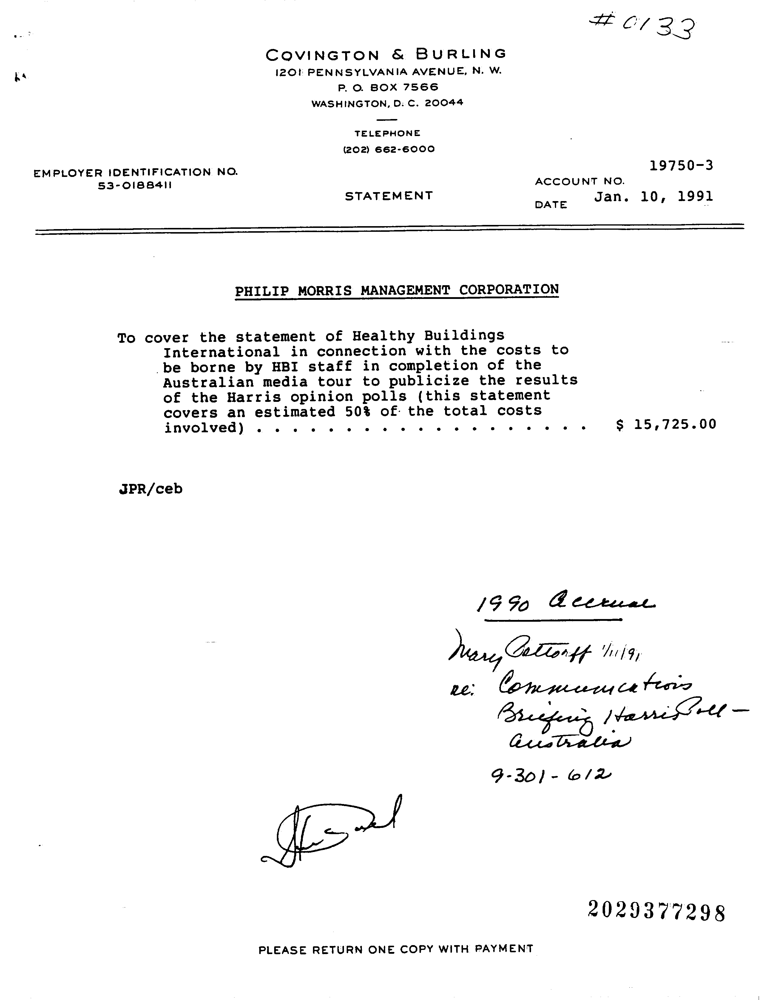 # 0133
COVINGTON & BURLING
1201 PENNSYLVANIA AVENUE, N. W.
P. O. BOX 7566
WASHINGTON, D. C. 20044
TELEPHONE
(202) 662-6000
EMPLOYER IDENTIFICATION NO.
53-0188411
STATEMENT
19750-3
ACCOUNT NO.
DATE Jan. 10, 1991
PHILIP MORRIS MANAGEMENT CORPORATION
To cover the statement of Healthy Buildings
International in connection with the costs to
be borne by HBI staff in completion of the
Australian media tour to publicize the results
of the Harris opinion polls (this statement
covers an estimated 50% of the total costs
involved) . . . . . . . . . . . . . . . . . . . $ 15,725.00
JPR/ceb
1990 Accrual
Mary 1/11/91
re: Communications
Briefing Harris Poll —
Australia
9-301-612
2029377298
PLEASE RETURN ONE COPY WITH PAYMENT